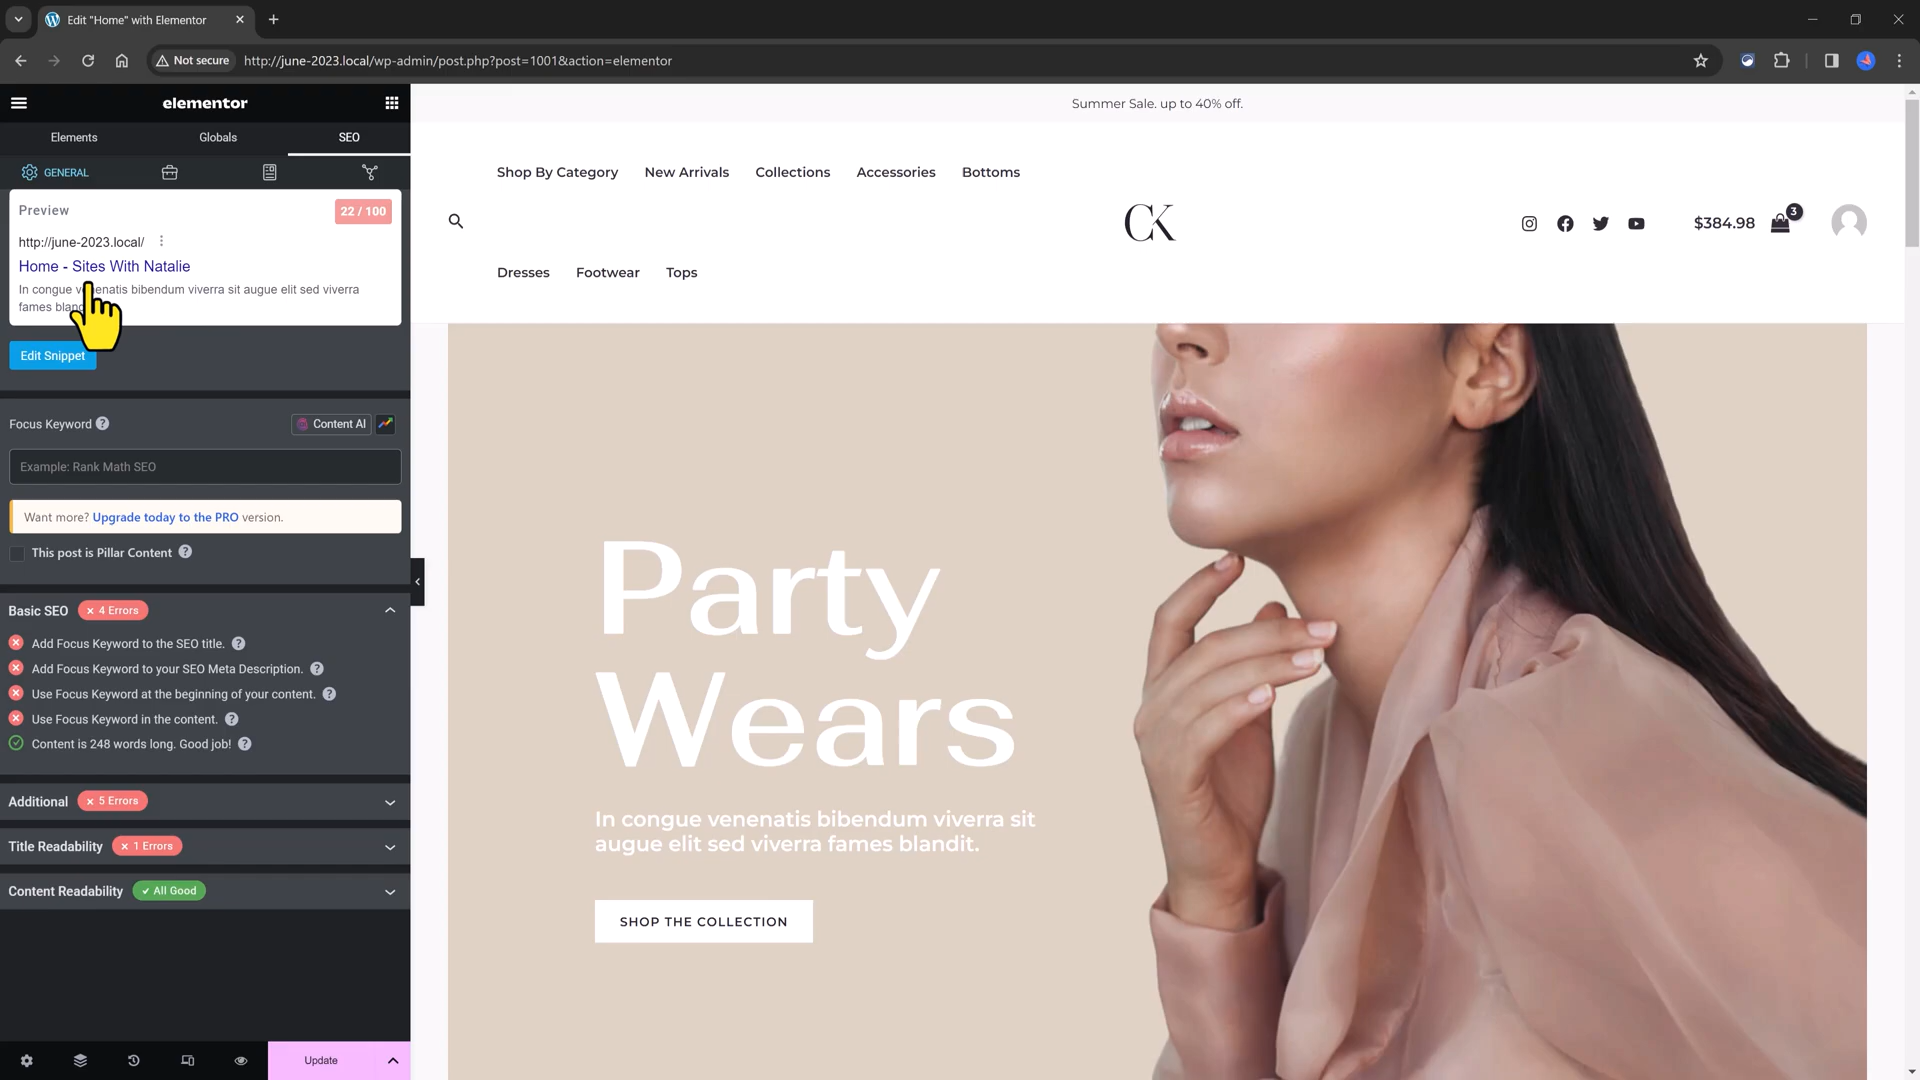 Edit "Home" with Elementor
Not secure
http://june-2023.local/wp-admin/post.php?post=1001&action=elementor
elementor
Elements
Globals
SEO
GENERAL
Preview
22 / 100
http://june-2023.local/
Home - Sites With Natalie
In congue venenatis bibendum viverra sit augue elit sed viverra
fames
Edit Snippet
Focus Keyword
Content AI
Example: Rank Math SEO
Want more? Upgrade today to the PRO version.
This post is Pillar Content
Basic SEO
× 4 Errors
Add Focus Keyword to the SEO title.
Add Focus Keyword to your SEO Meta Description.
Use Focus Keyword at the beginning of your content.
Use Focus Keyword in the content.
Content is 248 words long. Good job!
Additional
× 5 Errors
Title Readability
× 1 Errors
Content Readability
✓ All Good
Update
Summer Sale. up to 40% off.
Shop By Category
New Arrivals
Collections
Accessories
Bottoms
Dresses
Footwear
Tops
CK
$384.98
3
Party
Wears
In congue venenatis bibendum viverra sit
augue elit sed viverra fames blandit.
SHOP THE COLLECTION